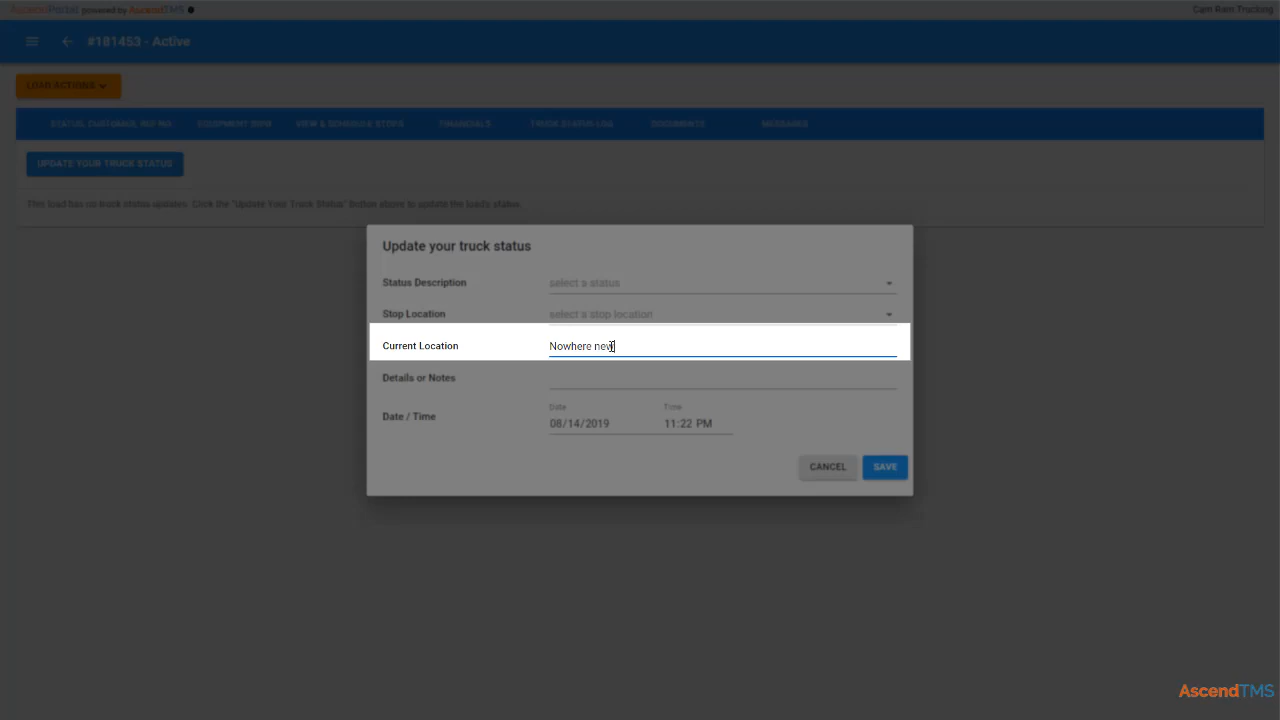 AscendPortal powered by AscendTMS
Cam Ram Trucking
#181453 - Active
LOAD ACTIONS
STATUS, CUSTOMER, REF NO.
EQUIPMENT INFO
VIEW & SCHEDULE STOPS
FINANCIALS
TRUCK STATUS LOG
DOCUMENTS
MESSAGES
UPDATE YOUR TRUCK STATUS
This load has no truck status updates. Click the "Update Your Truck Status" button above to update the loads status.
Update your truck status
Status Description
select a status
Stop Location
select a stop location
Current Location
Nowhere new
Details or Notes
Date / Time
Date
Time
08/14/2019
11:22 PM
CANCEL
SAVE
AscendTMS